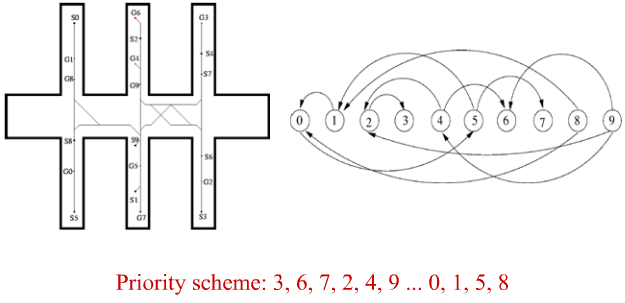 S0
G6
G3
S2
G1
G4
S4
G8
G9
S7
0 1 2 3 4 5 6 7 8 9
S8
S9
G0
G5
S6
G2
S1
S5
G7
S3
Priority scheme: 3, 6, 7, 2, 4, 9 ... 0, 1, 5, 8